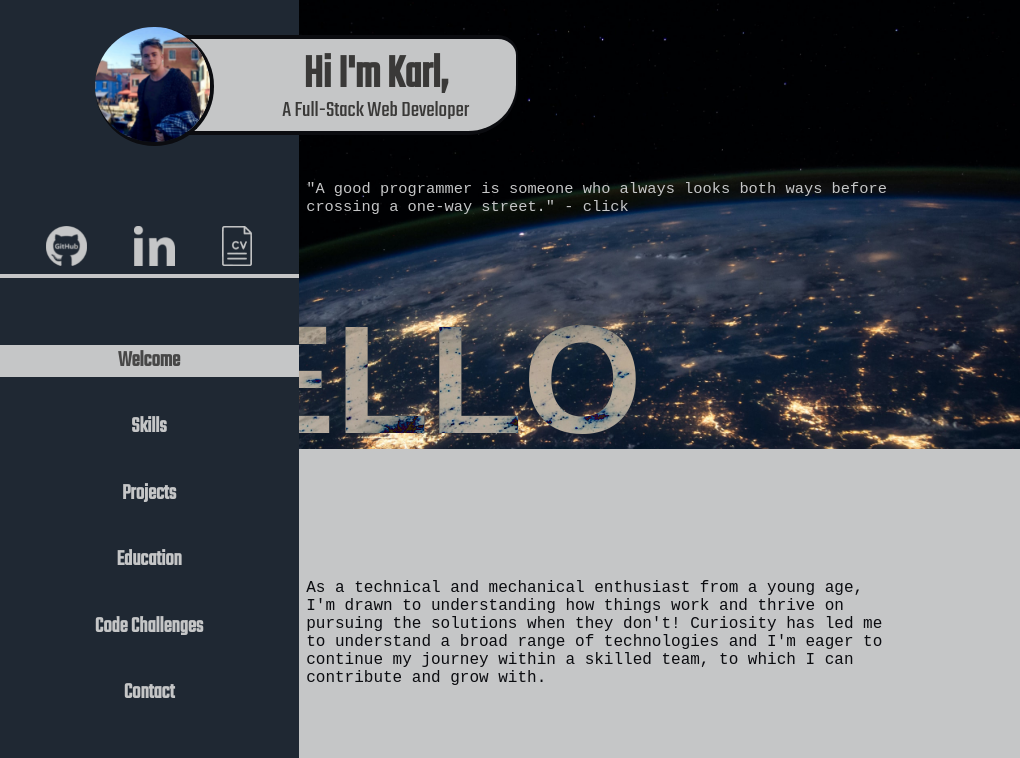 Hi I'm Karl,
A Full-Stack Web Developer
"A good programmer is someone who always looks both ways before
crossing a one-way street." - click
GitHub
in
CV
Welcome
ELLO
Skills
Projects
Education
Code Challenges
Contact
As a technical and mechanical enthusiast from a young age,
I'm drawn to understanding how things work and thrive on
pursuing the solutions when they don't! Curiosity has led me
to understand a broad range of technologies and I'm eager to
continue my journey within a skilled team, to which I can
contribute and grow with.